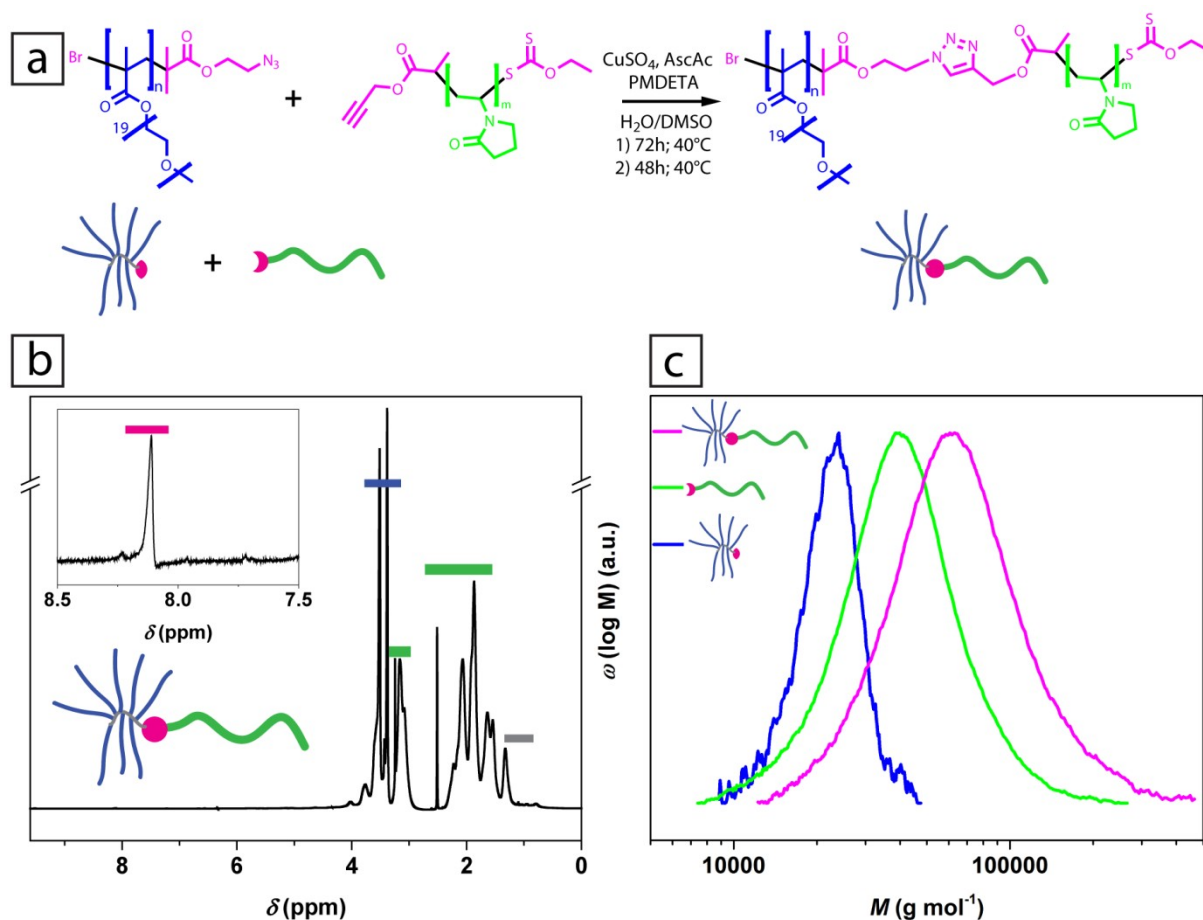 a
Br
n
O
O
O
N₃
O
O
19
O
+
O
O
m
S
S
O
N
O
CuSO₄, AscAc
PMDETA
H₂O/DMSO
1) 72h; 40°C
2) 48h; 40°C
Br
n
O
O
O
O
19
O
N
N
N
O
O
m
S
S
O
N
O
+
b
8.5 8.0 7.5
δ (ppm)
8 6 4 2 0
0
δ (ppm)
c
ω (log M) (a.u.)
10000 100000
M (g mol⁻¹)